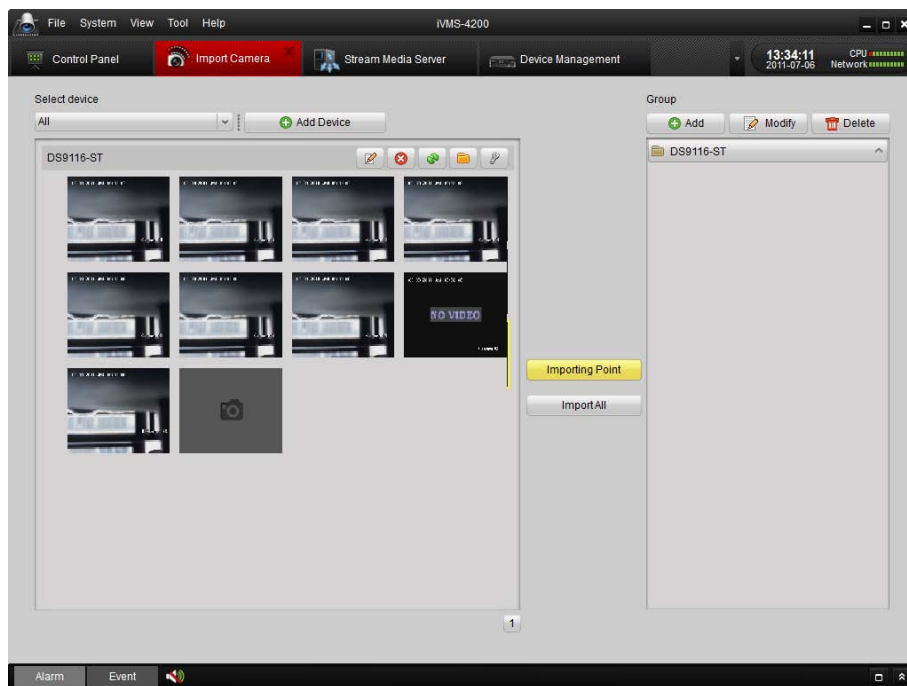 File System View Tool Help iVMS-4200
Control Panel Import Camera Stream Media Server Device Management 13:34:11 CPU
2011-07-06 Network
Select device Group
All Add Device Add Modify Delete
DS9116-ST DS9116-ST
NO VIDEO
Importing Point
Import All
1
Alarm Event